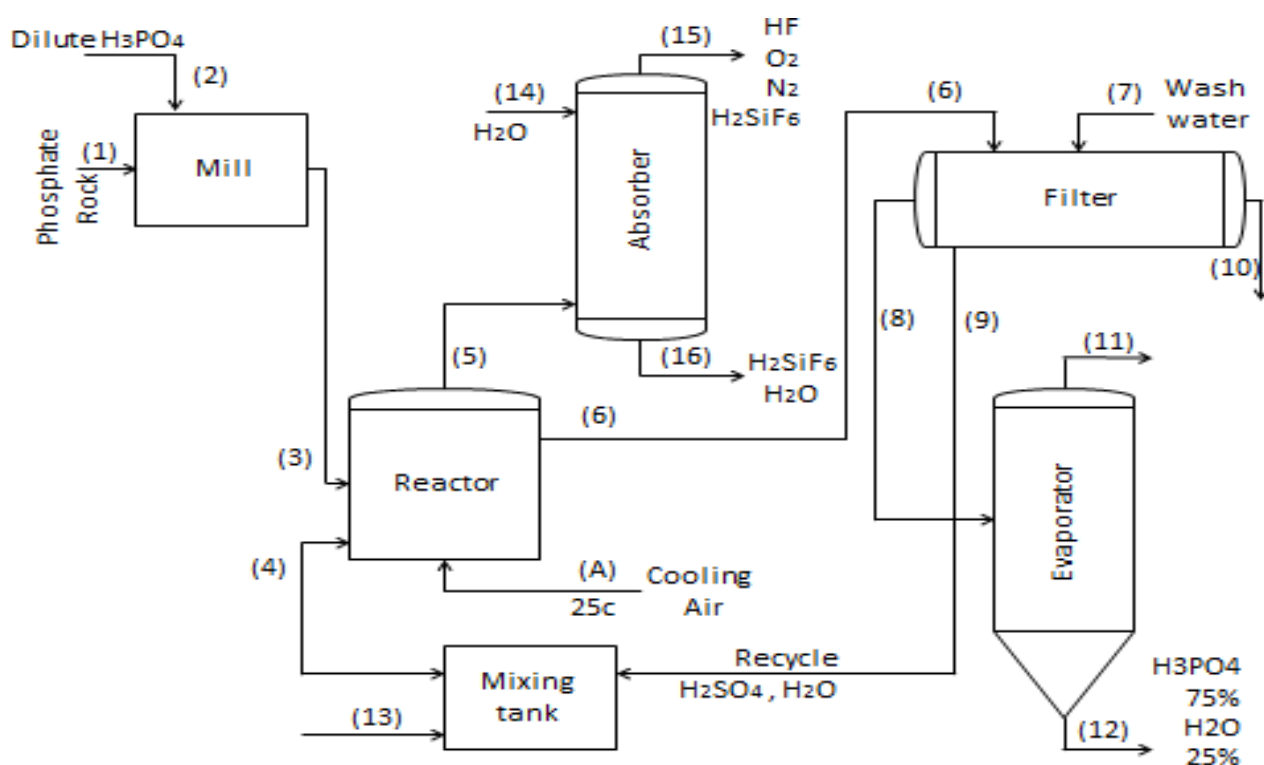 Dilute H3PO4
(2)
(1)
Phosphate
Rock
Mill
(3)
(14)
H2O
(15)
HF
O2
N2
H2SiF6
Absorber
(5)
(16)
H2SiF6
H2O
(6)
(7)
Wash
water
Filter
(10)
(8)
(9)
(11)
(6)
Reactor
(4)
(A)
25c
Cooling
Air
Evaporator
Mixing
tank
(13)
Recycle
H2SO4 , H2O
(12)
H3PO4
75%
H2O
25%